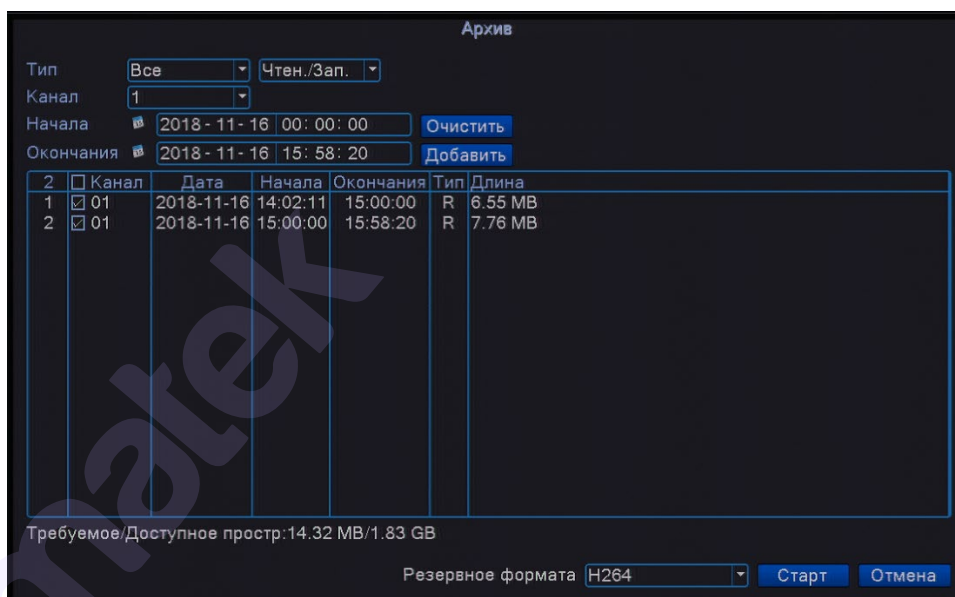 Архив
Тип Все Чтен./Зап.
Канал 1
Начала 2018 - 11 - 16 00: 00: 00 Очистить
Окончания 2018 - 11 - 16 15: 58: 20 Добавить
2 Канал Дата Начала Окончания Тип Длина
1 01 2018-11-16 14:02:11 15:00:00 R 6.55 MB
2 01 2018-11-16 15:00:00 15:58:20 R 7.76 MB
Требуемое/Доступное простр:14.32 MB/1.83 GB
Резервное формата H264 Старт Отмена
matek